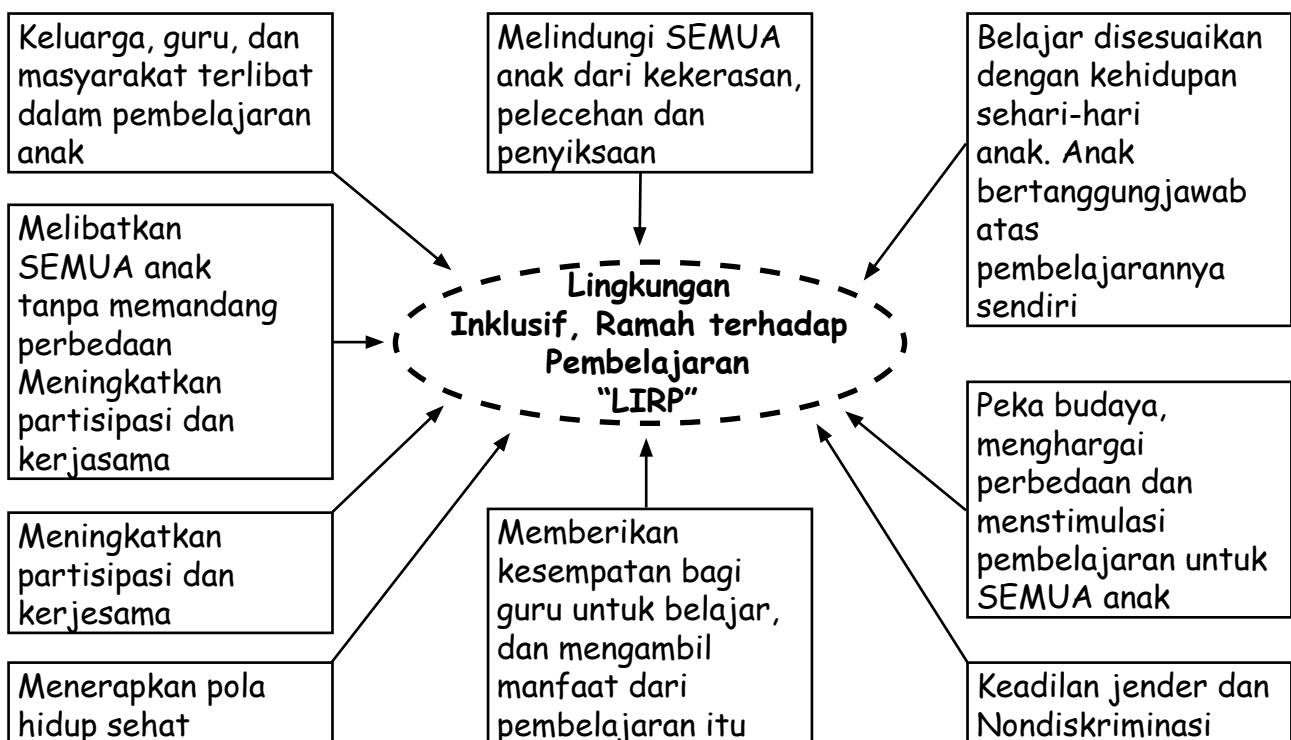 Keluarga, guru, dan
masyarakat terlibat
dalam pembelajaran
anak
Melindungi SEMUA
anak dari kekerasan,
pelecehan dan
penyiksaan
Belajar disesuaikan
dengan kehidupan
sehari-hari
anak. Anak
bertanggungjawab
atas
pembelajarannya
sendiri
Melibatkan
SEMUA anak
tanpa memandang
perbedaan
Meningkatkan
partisipasi dan
kerjasama
Lingkungan
Inklusif, Ramah terhadap
Pembelajaran
“LIRP”
Peka budaya,
menghargai
perbedaan dan
menstimulasi
pembelajaran untuk
SEMUA anak
Meningkatkan
partisipasi dan
kerjesama
Memberikan
kesempatan bagi
guru untuk belajar,
dan mengambil
manfaat dari
pembelajaran itu
Menerapkan pola
hidup sehat
Keadilan jender dan
Nondiskriminasi